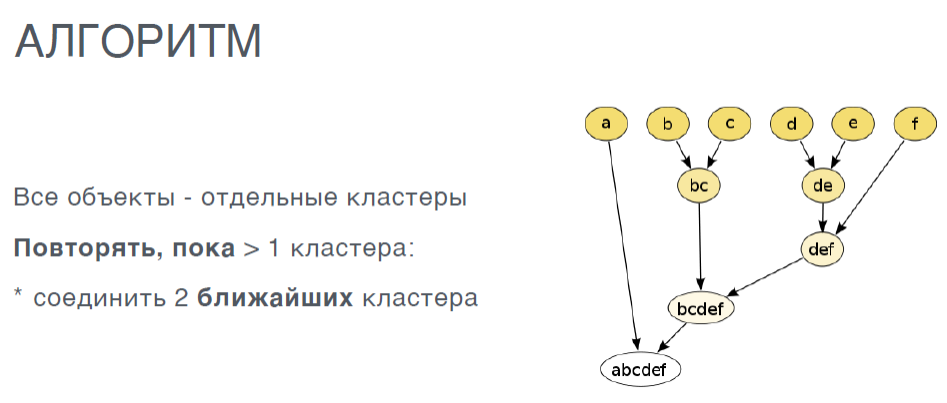 АЛГОРИТМ
a b c d e f
bc de
Все объекты - отдельные кластеры
Повторять, пока > 1 кластера:
def
* соединить 2 ближайших кластера
bcdef
abcdef